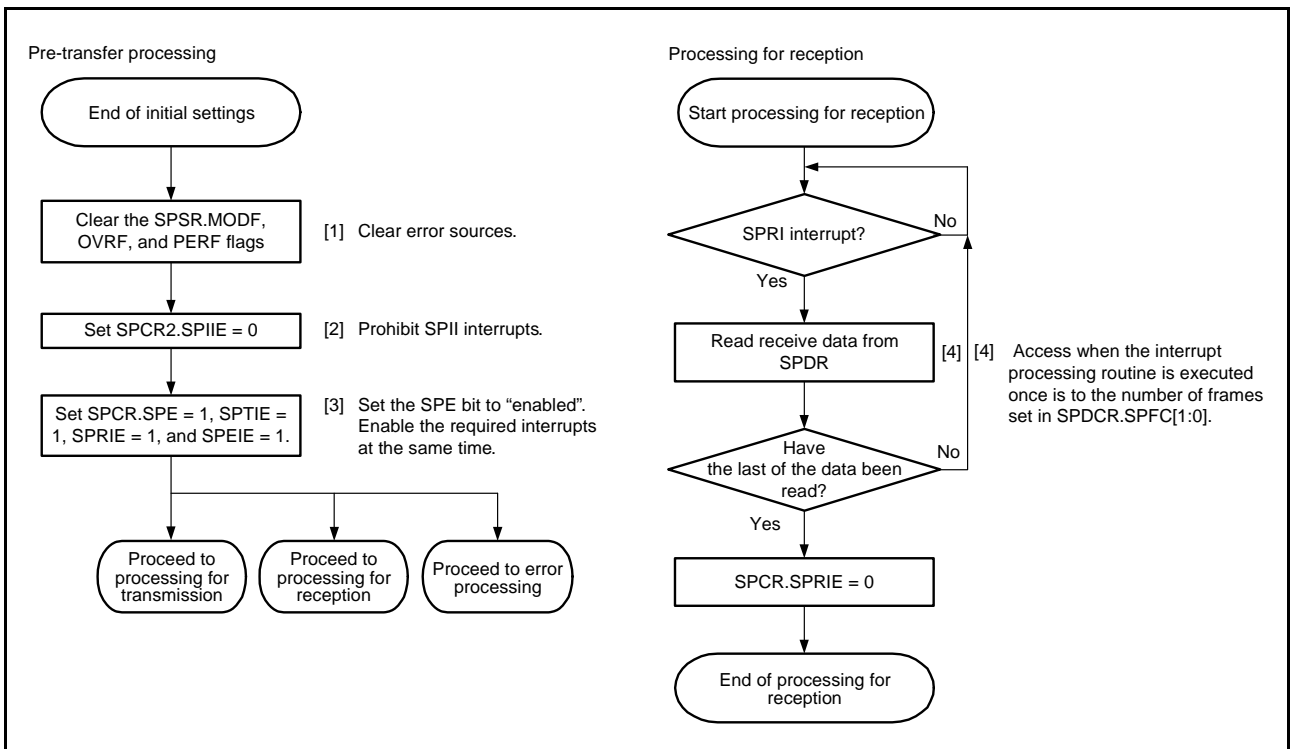 Pre-transfer processing
End of initial settings
Clear the SPSR.MODF,
OVRF, and PERF flags
[1] Clear error sources.
Set SPCR2.SPIIE = 0
[2] Prohibit SPII interrupts.
Set SPCR.SPE = 1, SPTIE =
1, SPRIE = 1, and SPEIE = 1.
[3] Set the SPE bit to “enabled”.
Enable the required interrupts
at the same time.
Proceed to
processing for
transmission
Proceed to
processing for
reception
Proceed to error
processing
Processing for reception
Start processing for reception
SPRI interrupt?
No
Yes
Read receive data from
SPDR
[4]
[4] Access when the interrupt
processing routine is executed
once is to the number of frames
set in SPDCR.SPFC[1:0].
Have
the last of the data been
read?
No
Yes
SPCR.SPRIE = 0
End of processing for
reception